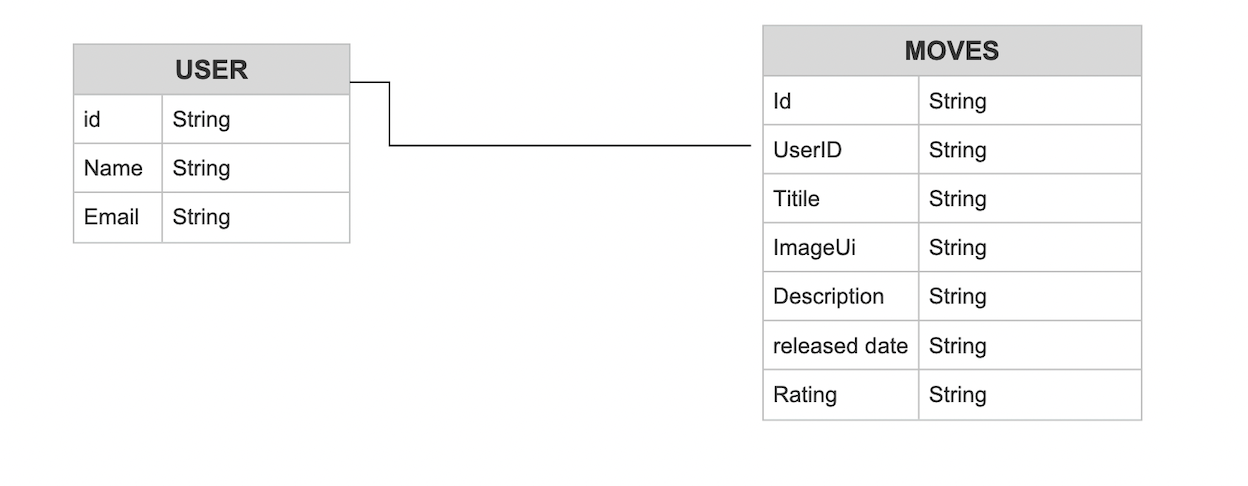 USER
id String
Name String
Email String
MOVES
Id String
UserID String
Titile String
ImageUi String
Description String
released date String
Rating String